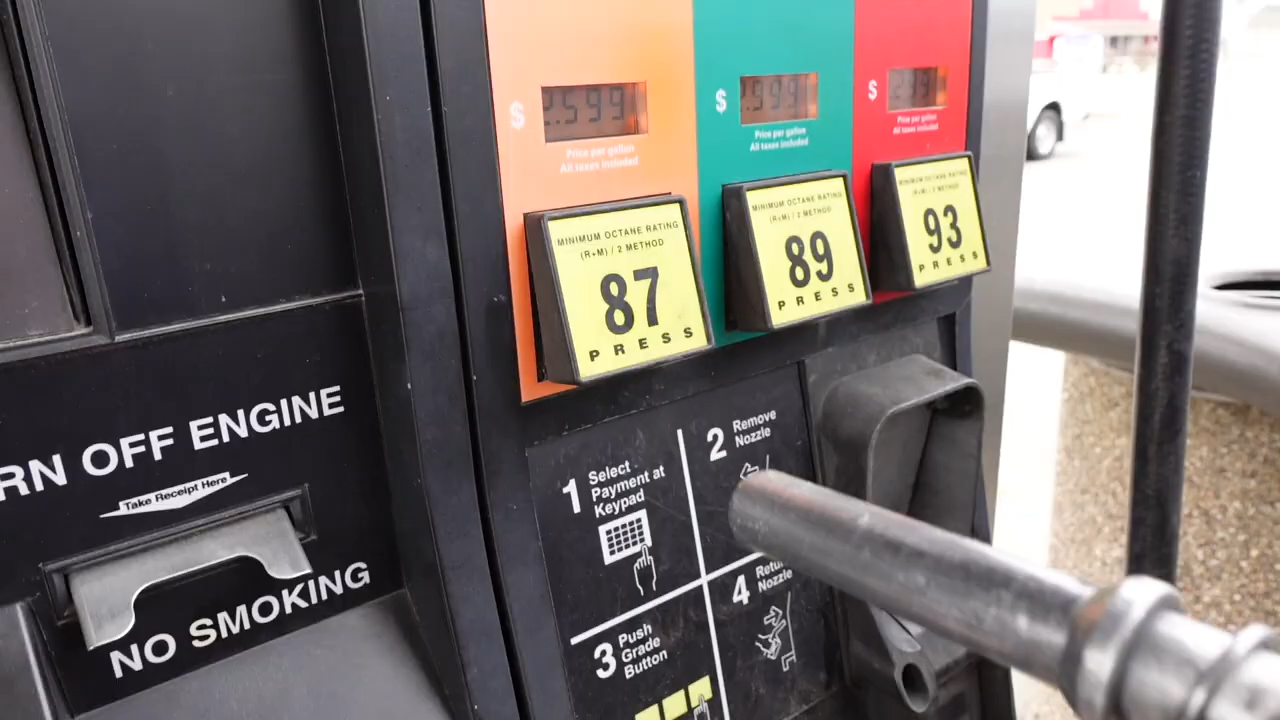 $ 2.599
Price per gallon
All taxes included
$ .599
Price per gallon
All taxes included
$
Price per gallon
All taxes included
MINIMUM OCTANE RATING
(R+M) / 2 METHOD
87
PRESS
MINIMUM OCTANE RATING
(R+M) / 2 METHOD
89
PRESS
MINIMUM OCTANE RATING
(R+M) / 2 METHOD
93
PRESS
RN OFF ENGINE
Take Receipt Here
NO SMOKING
1 Select
Payment at
Keypad
2 Remove
Nozzle
3 Push
Grade
Button
4 Retu
Nozzle